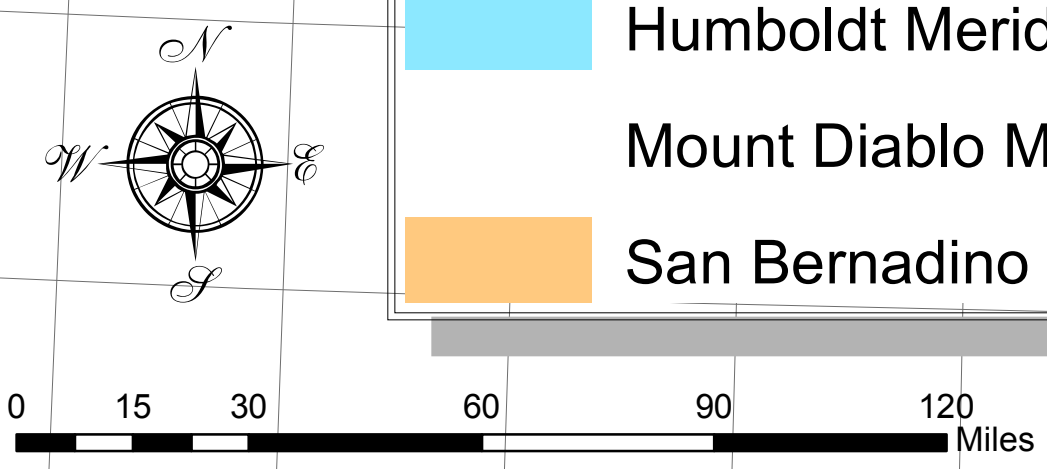 N
W E
S
Humboldt Merid
Mount Diablo M
San Bernadino
0 15 30 60 90 120
Miles